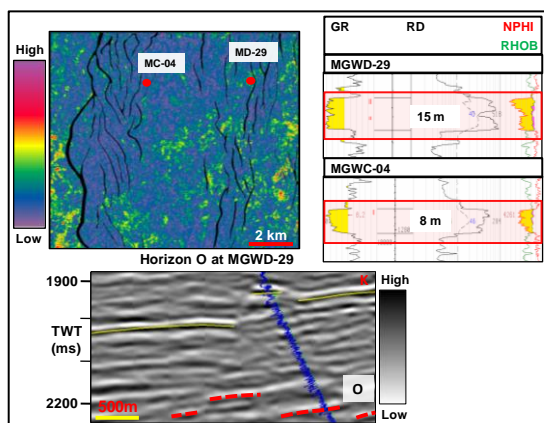 High
Low
MC-04
MD-29
2 km
GR RD NPHI
RHOB
MGWD-29
15 m
MGWC-04
8 m
Horizon O at MGWD-29
1900
TWT
(ms)
2200
500m
K
O
High
Low